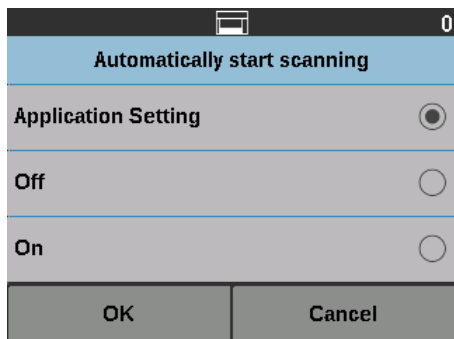 0
Automatically start scanning
Application Setting
Off
On
OK Cancel